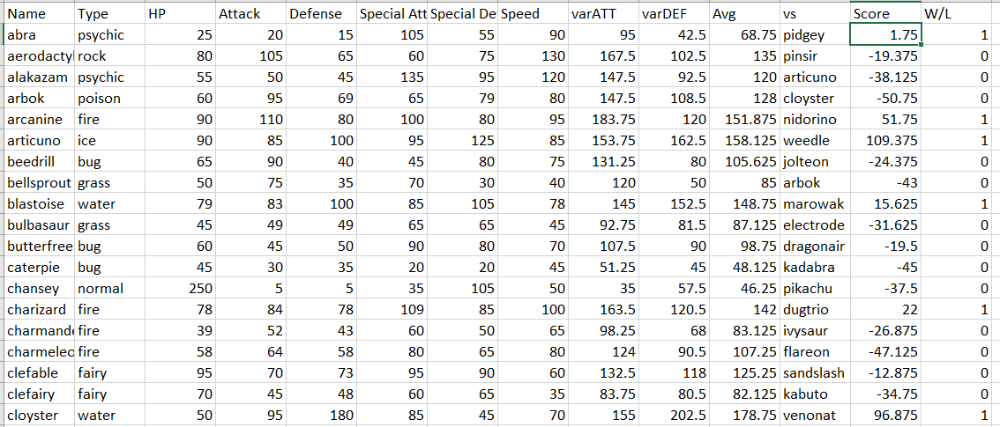 Name Type HP Attack Defense Special Att Special De Speed varATT varDEF Avg vs Score W/L
abra psychic 25 20 15 105 55 90 95 42.5 68.75 pidgey 1.75 1
aerodactyl rock 80 105 65 60 75 130 167.5 102.5 135 pinsir -19.375 0
alakazam psychic 55 50 45 135 95 120 147.5 92.5 120 articuno -38.125 0
arbok poison 60 95 69 65 79 80 147.5 108.5 128 cloyster -50.75 0
arcanine fire 90 110 80 100 80 95 183.75 120 151.875 nidorino 51.75 1
articuno ice 90 85 100 95 125 85 153.75 162.5 158.125 weedle 109.375 1
beedrill bug 65 90 40 45 80 75 131.25 80 105.625 jolteon -24.375 0
bellsprout grass 50 75 35 70 30 40 120 50 85 arbok -43 0
blastoise water 79 83 100 85 105 78 145 152.5 148.75 marowak 15.625 1
bulbasaur grass 45 49 49 65 65 45 92.75 81.5 87.125 electrode -31.625 0
butterfree bug 60 45 50 90 80 70 107.5 90 98.75 dragonair -19.5 0
caterpie bug 45 30 35 20 20 45 51.25 45 48.125 kadabra -45 0
chansey normal 250 5 5 35 105 50 35 57.5 46.25 pikachu -37.5 0
charizard fire 78 84 78 109 85 100 163.5 120.5 142 dugtrio 22 1
charmande fire 39 52 43 60 50 65 98.25 68 83.125 ivysaur -26.875 0
charmeleo fire 58 64 58 80 65 80 124 90.5 107.25 flareon -47.125 0
clefable fairy 95 70 73 95 90 60 132.5 118 125.25 sandslash -12.875 0
clefairy fairy 70 45 48 60 65 35 83.75 80.5 82.125 kabuto -34.75 0
cloyster water 50 95 180 85 45 70 155 202.5 178.75 venonat 96.875 1